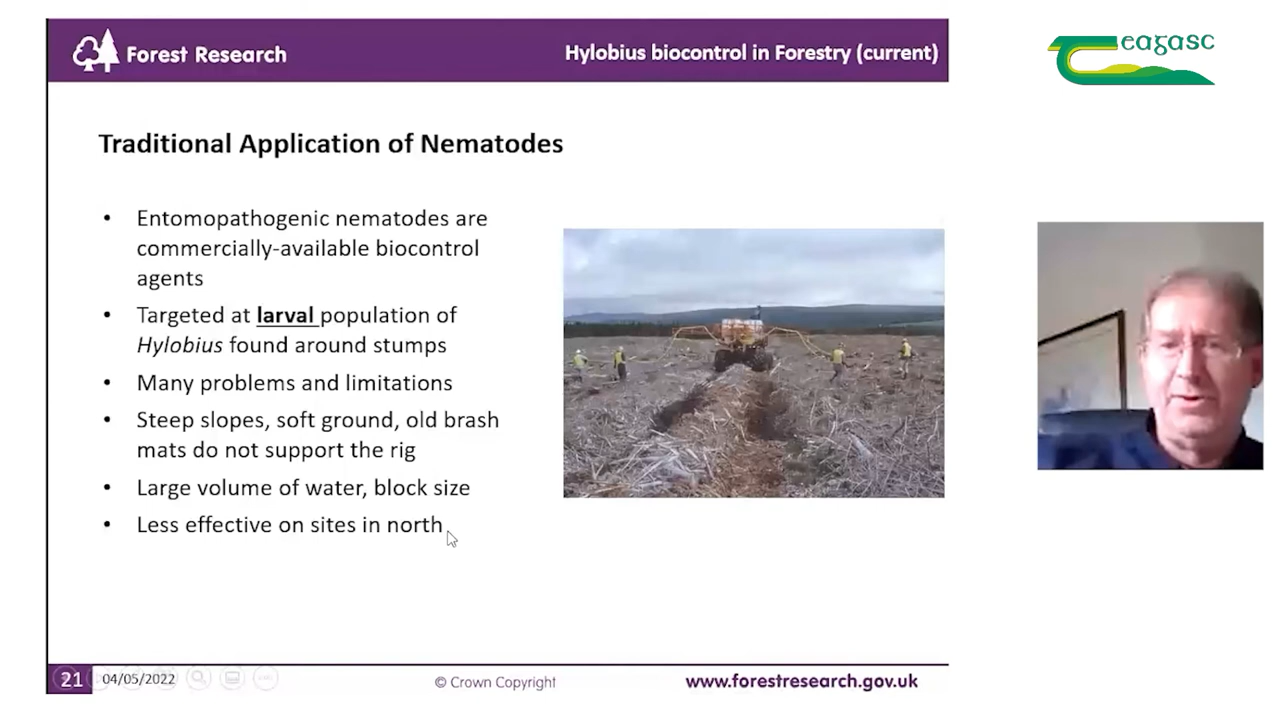 Forest Research
Hylobius biocontrol in Forestry (current)
Teagasc
Traditional Application of Nematodes
• Entomopathogenic nematodes are
commercially-available biocontrol
agents
• Targeted at larval population of
Hylobius found around stumps
• Many problems and limitations
• Steep slopes, soft ground, old brash
mats do not support the rig
• Large volume of water, block size
• Less effective on sites in north
21
04/05/2022
© Crown Copyright
www.forestresearch.gov.uk